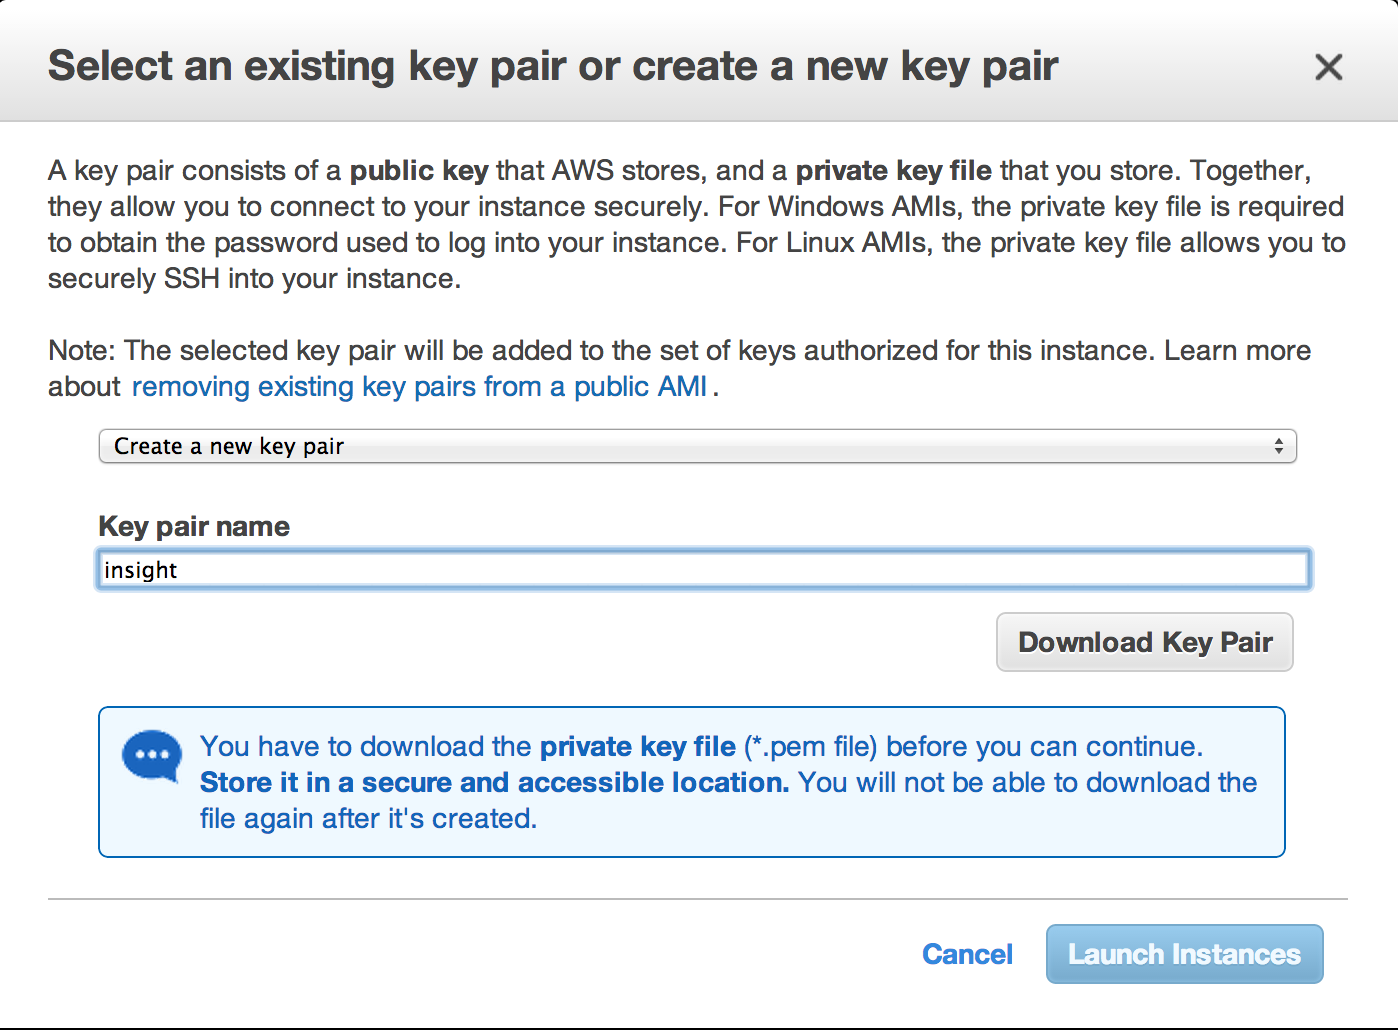 Select an existing key pair or create a new key pair
A key pair consists of a public key that AWS stores, and a private key file that you store. Together,
they allow you to connect to your instance securely. For Windows AMIs, the private key file is required
to obtain the password used to log into your instance. For Linux AMIs, the private key file allows you to
securely SSH into your instance.
Note: The selected key pair will be added to the set of keys authorized for this instance. Learn more
about removing existing key pairs from a public AMI .
Create a new key pair
Key pair name
insight
Download Key Pair
You have to download the private key file (*.pem file) before you can continue.
Store it in a secure and accessible location. You will not be able to download the
file again after it's created.
Cancel
Launch Instances